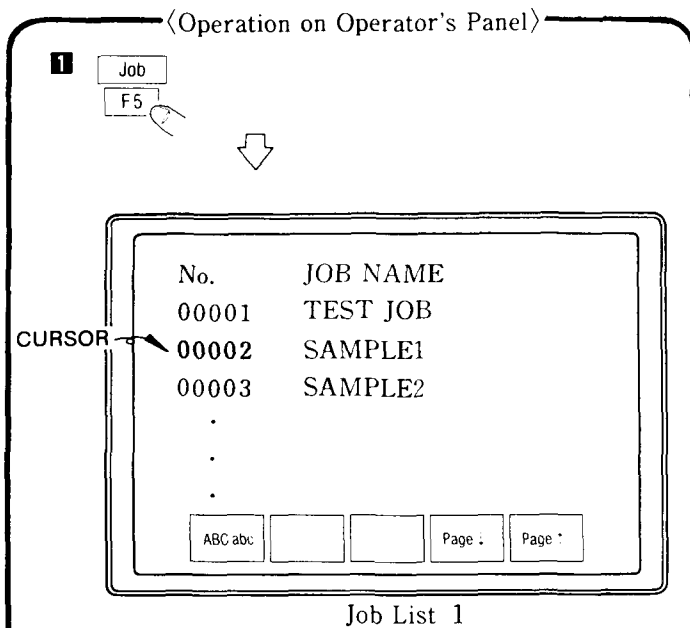 〈Operation on Operator's Panel〉
1
Job
F5
No. JOB NAME
00001 TEST JOB
CURSOR
00002 SAMPLE1
00003 SAMPLE2
.
.
.
ABC abc Page ↓ Page ↑
Job List 1